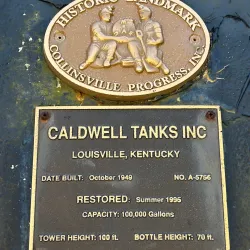 HISTORIC LANDMARK
COLLINSVILLE PROGRESS, INC.
CALDWELL TANKS INC
LOUISVILLE, KENTUCKY
DATE BUILT: October 1949 NO. A-5756
RESTORED: Summer 1995
CAPACITY: 100,000 Gallons
TOWER HEIGHT: 100 ft. BOTTLE HEIGHT: 70 ft.